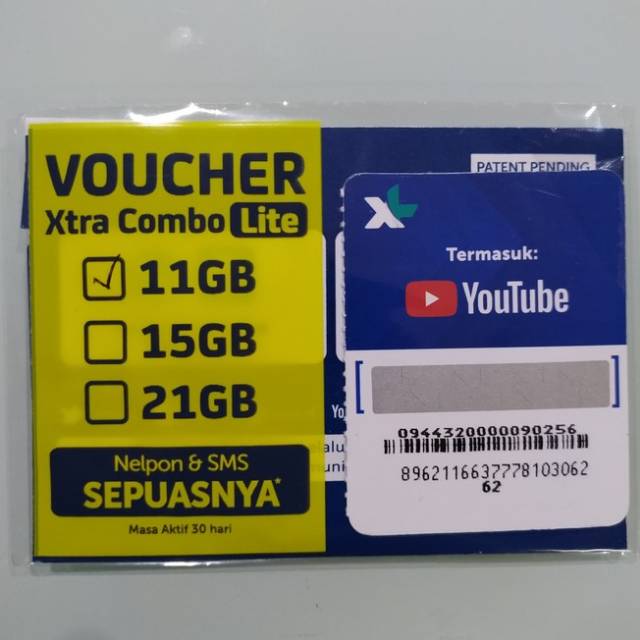 VOUCHER
Xtra Combo Lite
11GB
15GB
21GB
Nelpon & SMS
SEPUASNYA*
Masa Aktif 30 hari
PATENT PENDING
XL
Termasuk:
YouTube
0944320000090256
8962116637778103062
62